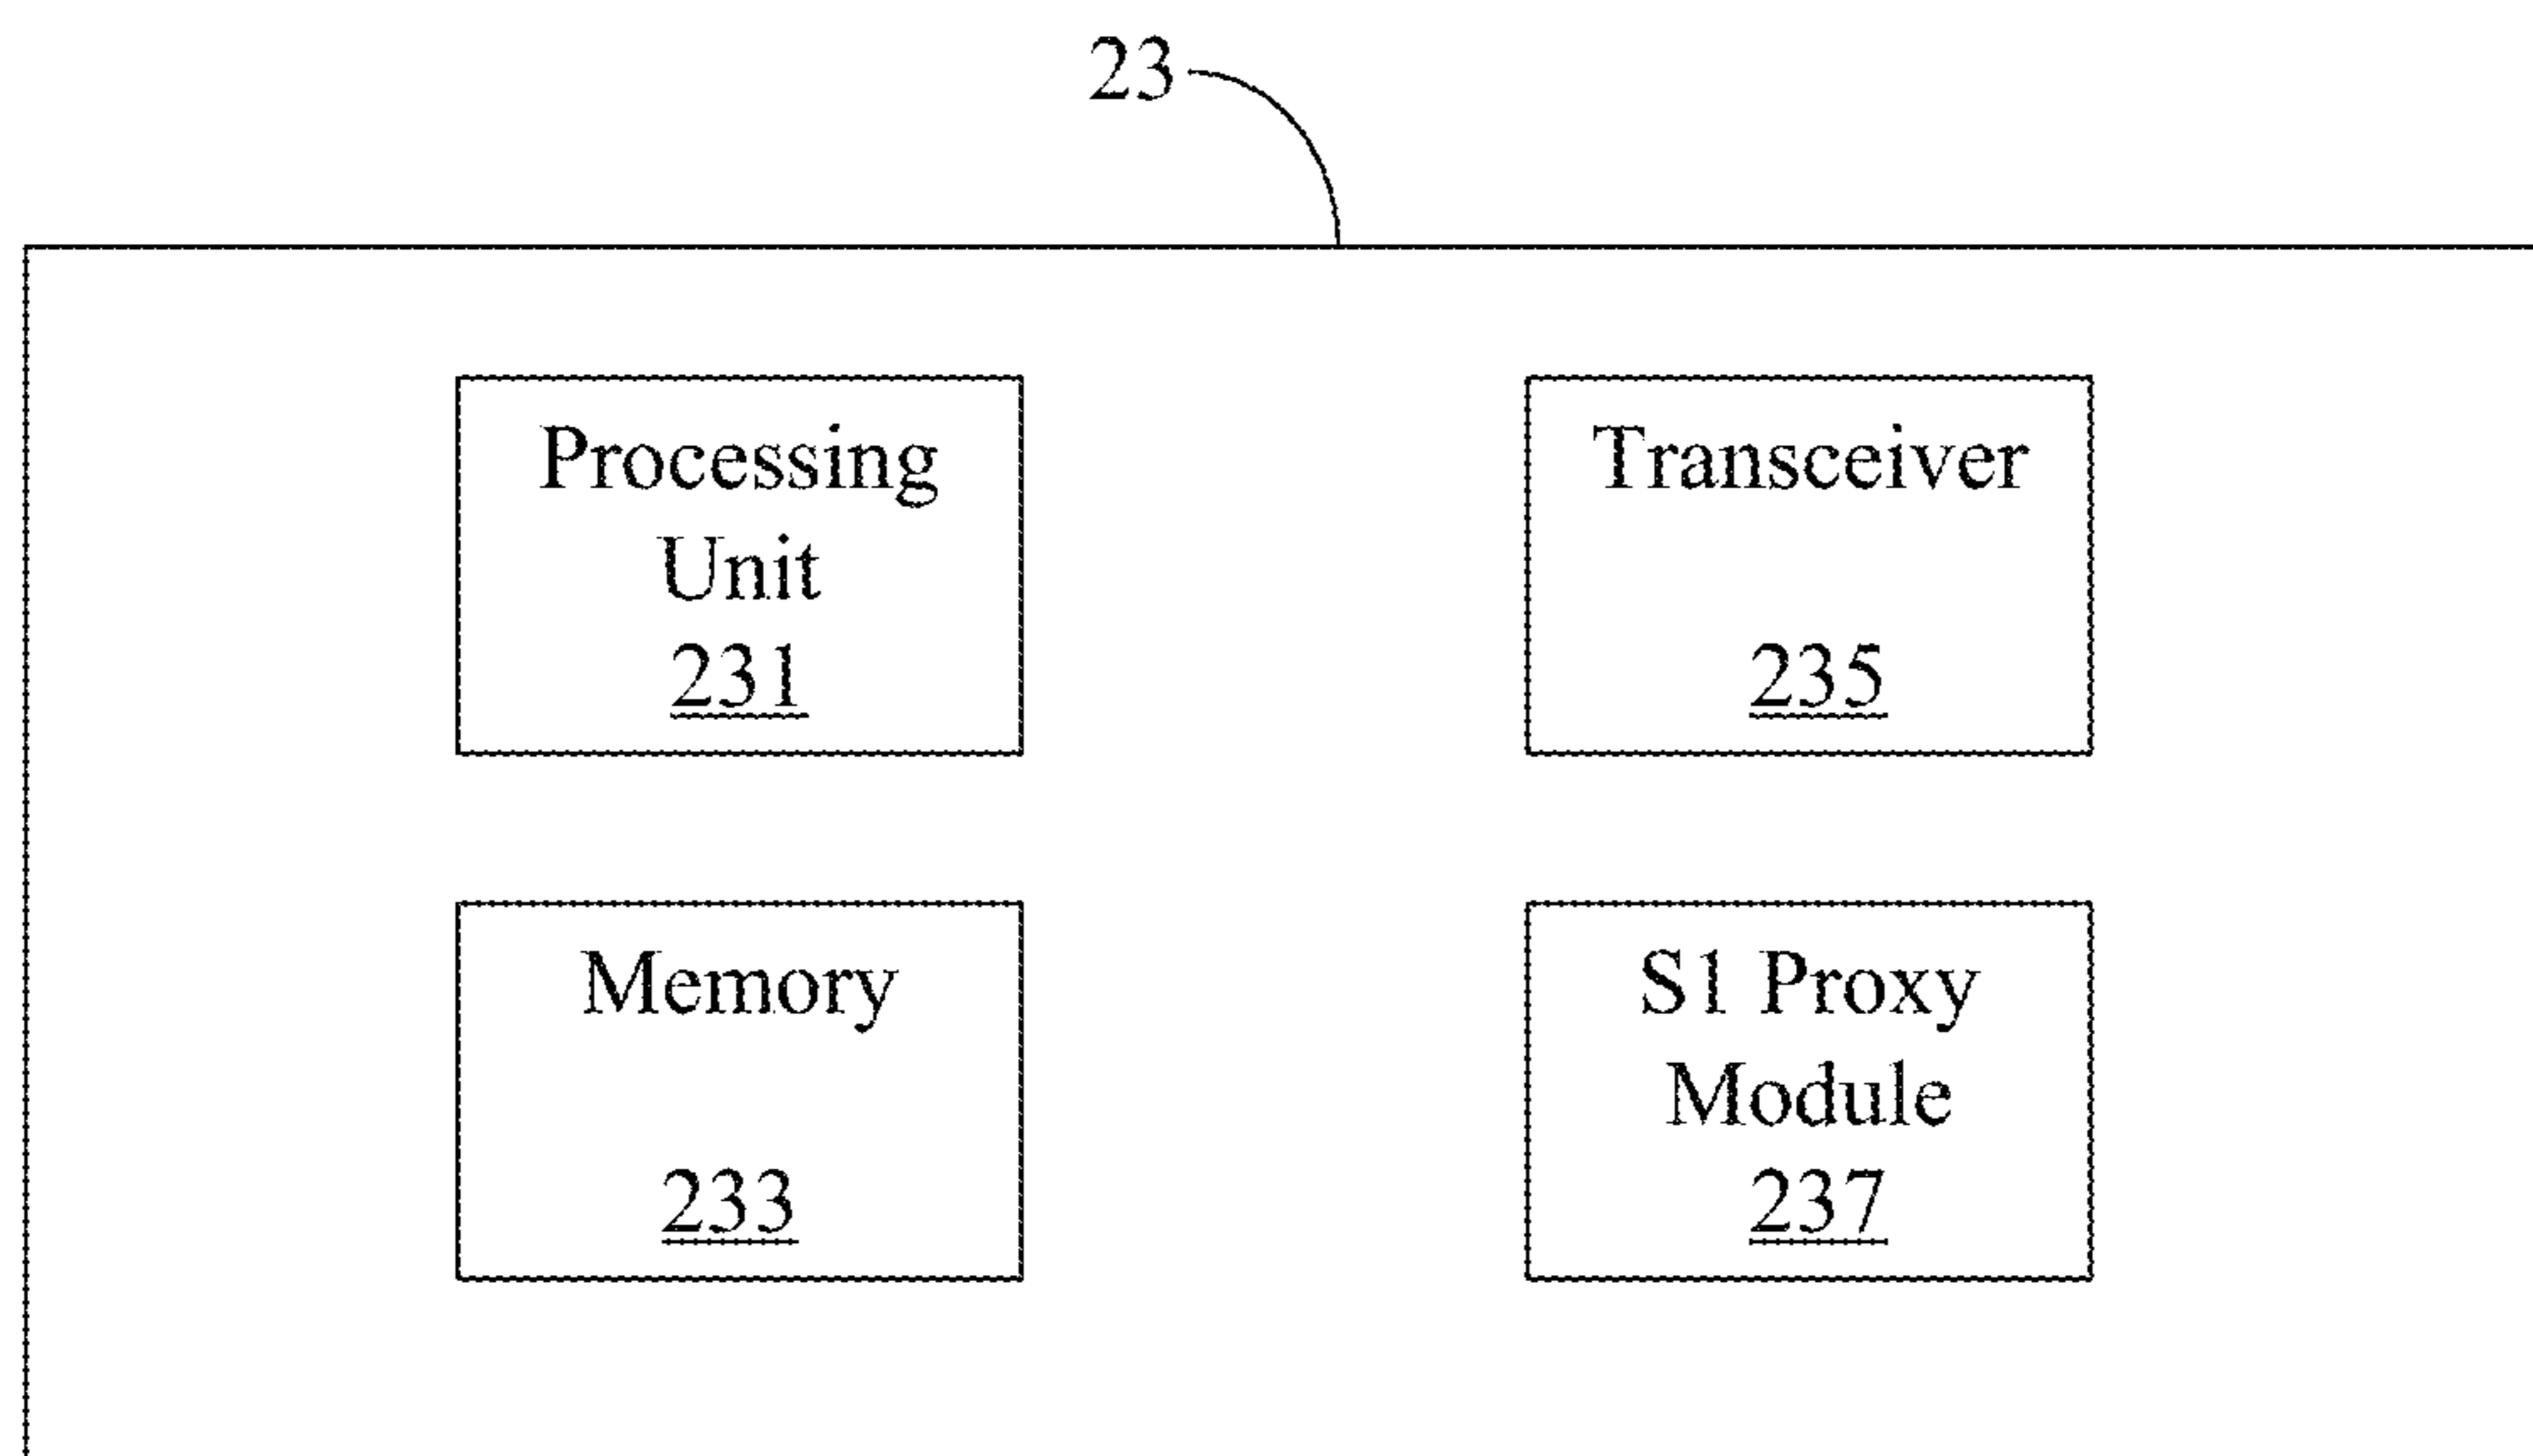 23
Processing
Unit
231
Transceiver
235
Memory
233
S1 Proxy
Module
237